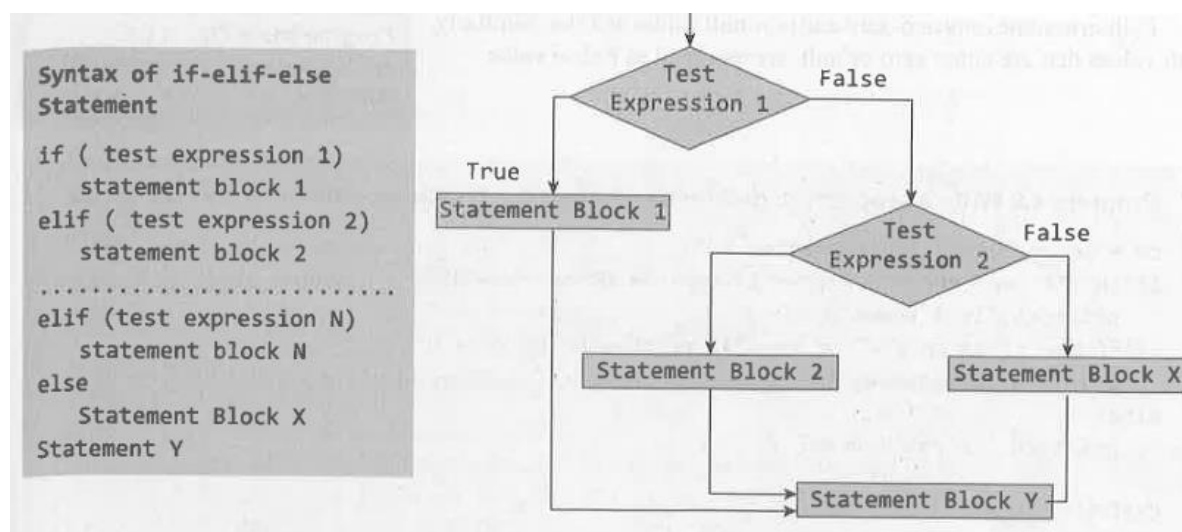 Syntax of if-elif-else
Statement
if ( test expression 1)
statement block 1
elif ( test expression 2)
statement block 2
................................
elif (test expression N)
statement block N
else
Statement Block X
Statement Y
Test
Expression 1
False
True
Statement Block 1
Test
Expression 2
False
Statement Block 2
Statement Block X
Statement Block Y